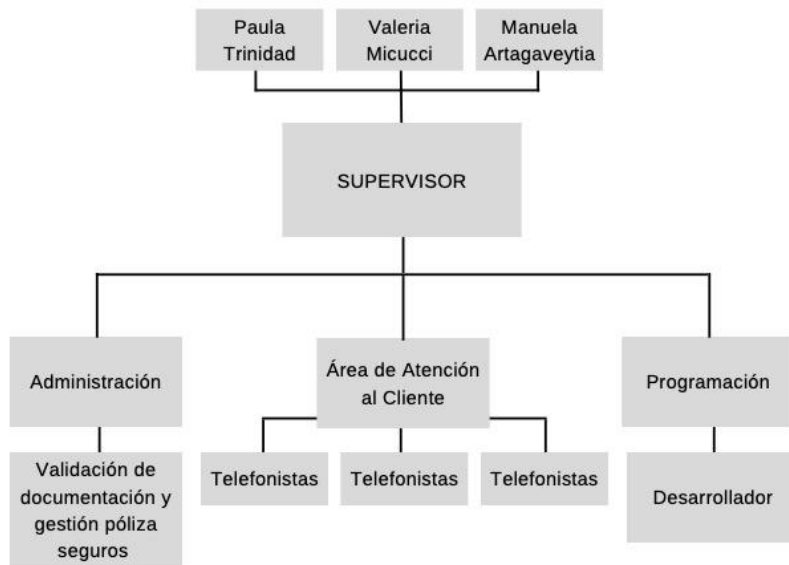 Paula
Trinidad
Valeria
Micucci
Manuela
Artagaveytia
SUPERVISOR
Administración
Área de Atención
al Cliente
Programación
Validación de
documentación y
gestión póliza
seguros
Telefonistas
Telefonistas
Telefonistas
Desarrollador